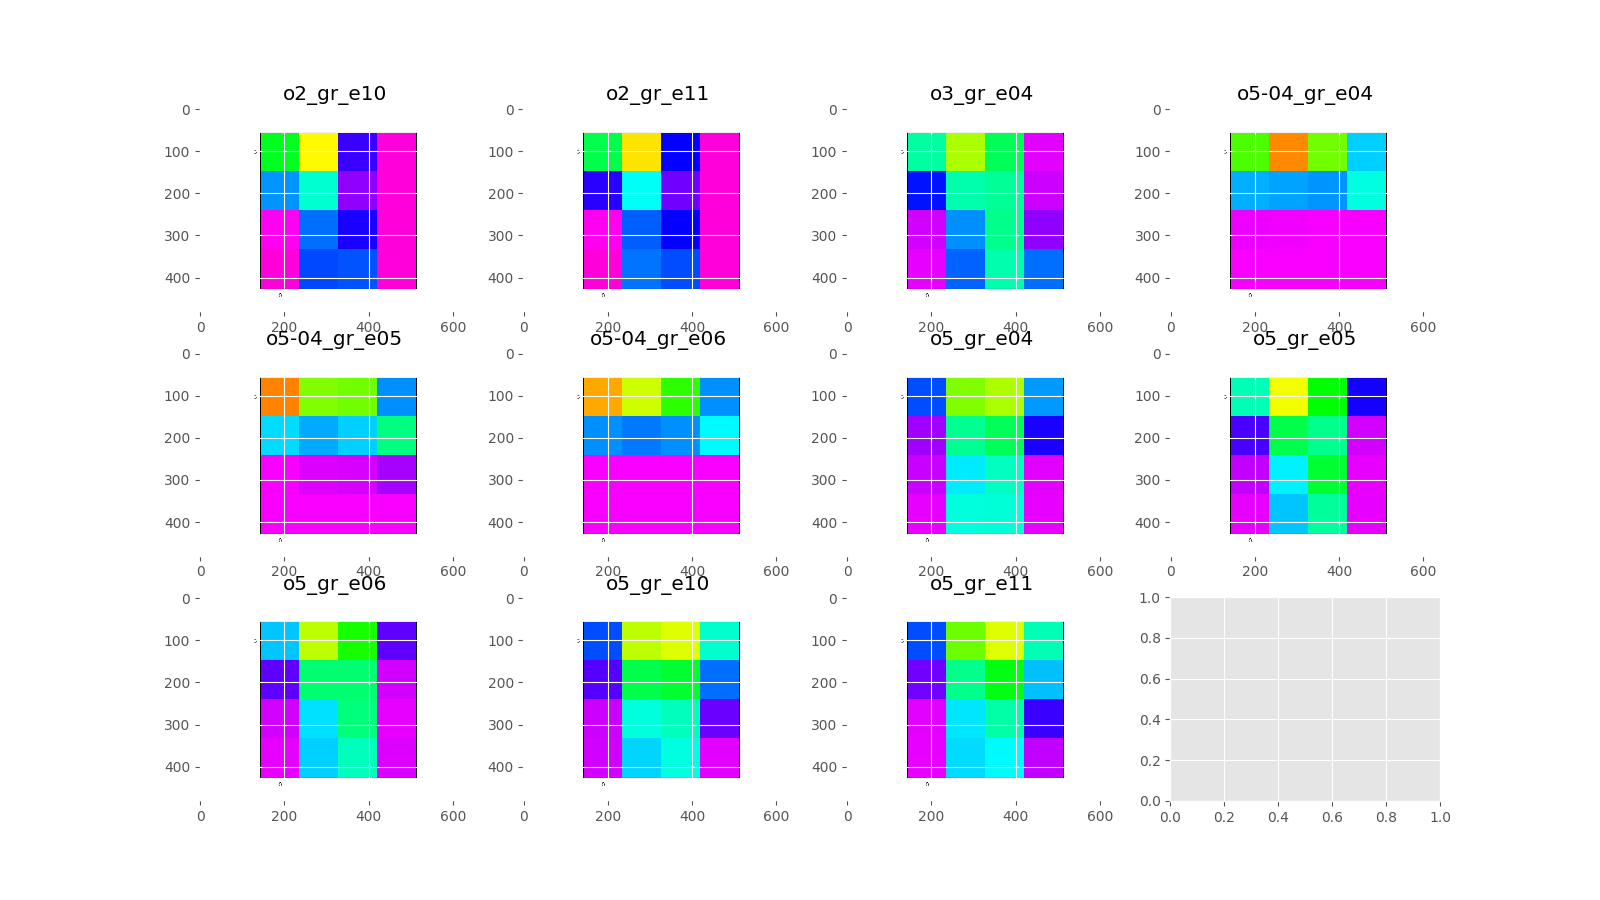 o2_gr_e10 o2_gr_e11 o3_gr_e04 o5-04_gr_e04
0 0 0 0
100 100 100 100
200 200 200 200
300 300 300 300
400 400 400 400
0 200 400 600 0 200 400 600 0 200 400 600 0 200 400 600
o5-04_gr_e05 o5-04_gr_e06 o5_gr_e04 o5_gr_e05
0 0 0 0
100 100 100 100
200 200 200 200
300 300 300 300
400 400 400 400
0 200 400 600 0 200 400 600 0 200 400 600 0 200 400 600
o5_gr_e06 o5_gr_e10 o5_gr_e11
0 0 0 1.0
100 100 100 0.8
200 200 200 0.6
300 300 300 0.4
400 400 400 0.2
0.0
0 200 400 600 0 200 400 600 0 200 400 600 0.0 0.2 0.4 0.6 0.8 1.0